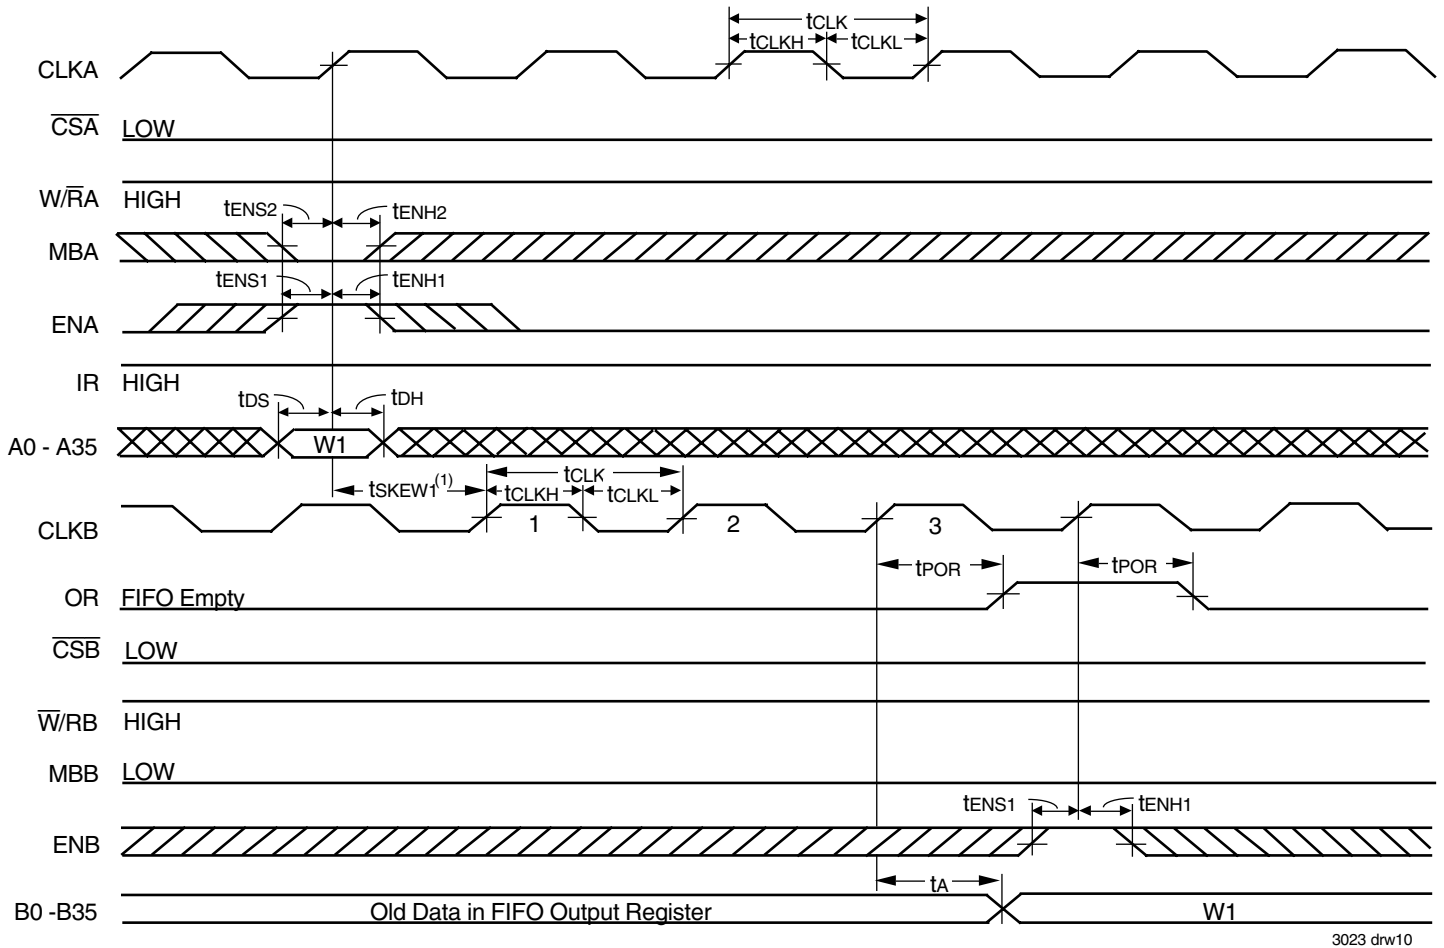 tCLK
tCLKH tCLKL
CLKA
CSA LOW
W/RA HIGH
tENS2 tENH2
MBA
tENS1 tENH1
ENA
IR HIGH
tDS tDH
A0 - A35 W1
tCLK
tSKEW1(1) tCLKH tCLKL
CLKB 1 2 3
tPOR tPOR
OR FIFO Empty
CSB LOW
W/RB HIGH
MBB LOW
tENS1 tENH1
ENB
tA
B0 -B35 Old Data in FIFO Output Register W1
3023 drw10